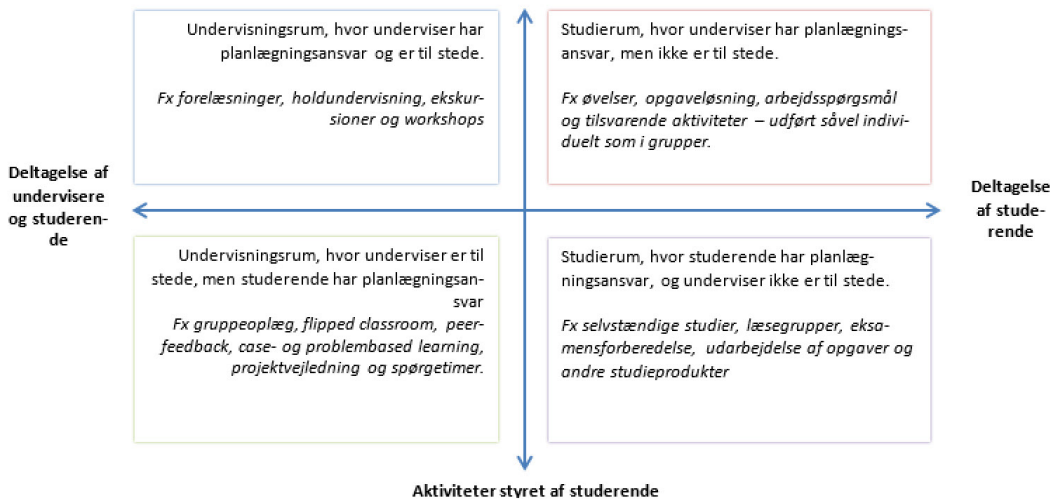 Undervisningsrum, hvor underviser har
planlægningsansvar og er til stede.
Fx forelæsninger, holdundervisning, ekskur-
sioner og workshops
Studierum, hvor underviser har planlægnings-
ansvar, men ikke er til stede.
Fx øvelser, opgaveløsning, arbejdsspørgsmål
og tilsvarende aktiviteter – udført såvel indivi-
duelt som i grupper.
Deltagelse af
undervisere
og studeren-
de
Deltagelse
af stude-
rende
Undervisningsrum, hvor underviser er til
stede, men studerende har planlægningsan-
svar
Fx gruppeoplæg, flipped classroom, peer-
feedback, case- og problembased learning,
projektvejledning og spørgetimer.
Studierum, hvor studerende har planlæg-
ningsansvar, og underviser ikke er til stede.
Fx selvstændige studier, læsegrupper, eksa-
mensforberedelse, udarbejdelse af opgaver og
andre studieprodukter
Aktiviteter styret af studerende